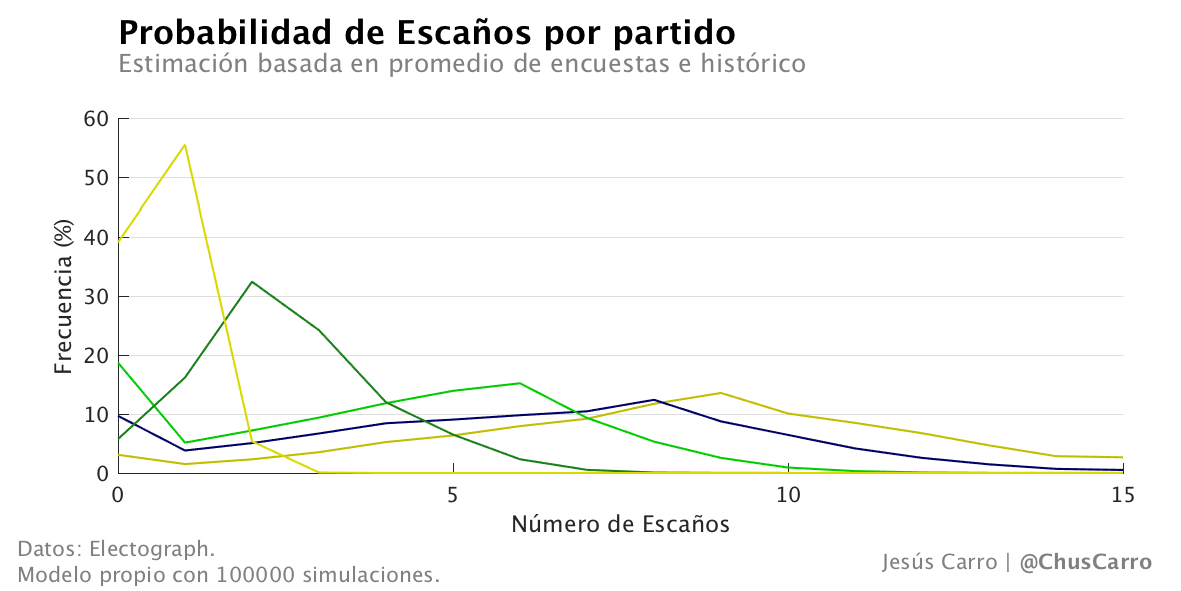 Probabilidad de Escaños por partido
Estimación basada en promedio de encuestas e histórico
60
50
40
30
20
10
0
Frecuencia (%)
0 5 10 15
Número de Escaños
Datos: Electograph.
Modelo propio con 100000 simulaciones.
Jesús Carro | @ChusCarro